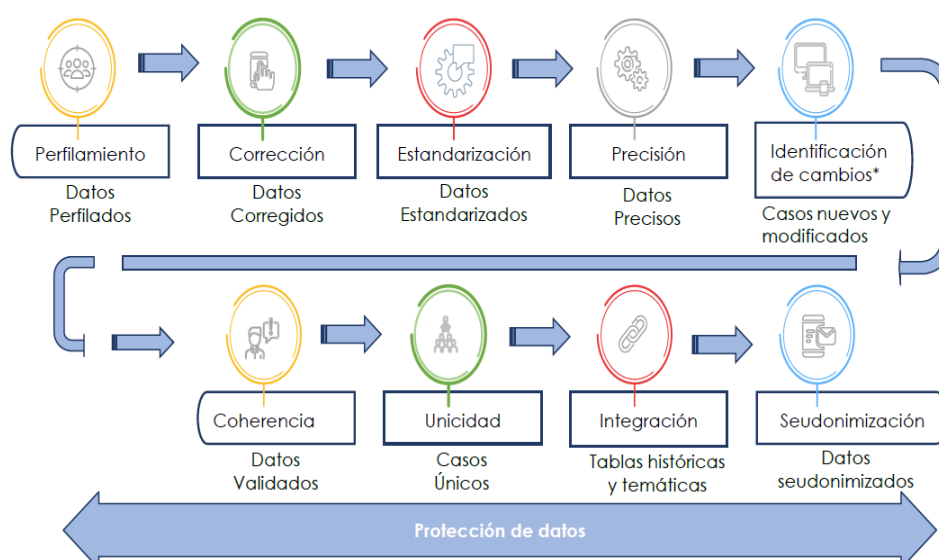 Perfilamiento
Corrección
Estandarización
Precisión
Identificación
de cambios*
Datos
Perfilados
Datos
Corregidos
Datos
Estandarizados
Datos
Precisos
Casos nuevos y
modificados
Coherencia
Unicidad
Integración
Seudonimización
Datos
Validados
Casos
Únicos
Tablas históricas
y temáticas
Datos
seudonimizados
Protección de datos